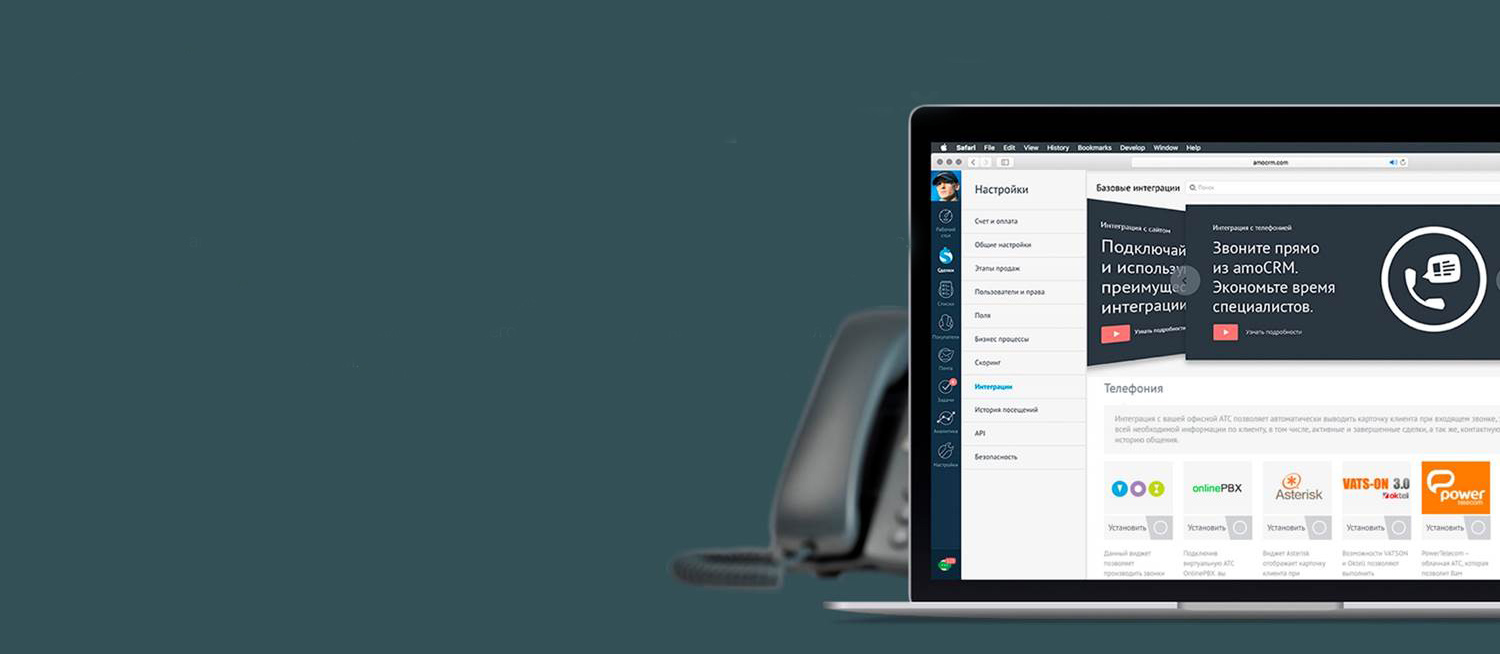 Safari File Edit View History Bookmarks Develop Window Help
amocrm.com
Настройки
Счет и оплата
Общие настройки
Этапы продаж
Пользователи и права
Поля
Бизнес процессы
Скоринг
Интеграции
История посещений
API
Безопасность
Рабочий
стол
Сделки
Списки
Покупатели
Почта
Задачи
Аналитика
Настройки
Базовые интеграции
Поиск
Интеграция с сайтом
Подключай
и использу
преимущес
интеграции
Узнать подробности
Интеграция с телефонией
Звоните прямо
из amoCRM.
Экономьте время
специалистов.
Узнать подробности
Телефония
Интеграция с вашей офисной АТС позволяет автоматически выводить карточку клиента при входящем звонке,
всей необходимой информации по клиенту, в том числе, активные и завершенные сделки, а так же, контактную
историю общения.
onlinePBX
Asterisk
VATS-ON 3.0
oktell
power
telecom
Установить
Установить
Установить
Установить
Установить
Данный виджет
позволяет
производить звонки
Подключив
виртуальную АТС
OnlinePBX вы
Виджет Asterisk
отображает карточку
клиента при
Возможности VATSON
и Oktell позволяют
выполнить
PowerTelecom –
облачная АТС, которая
позволит Вам